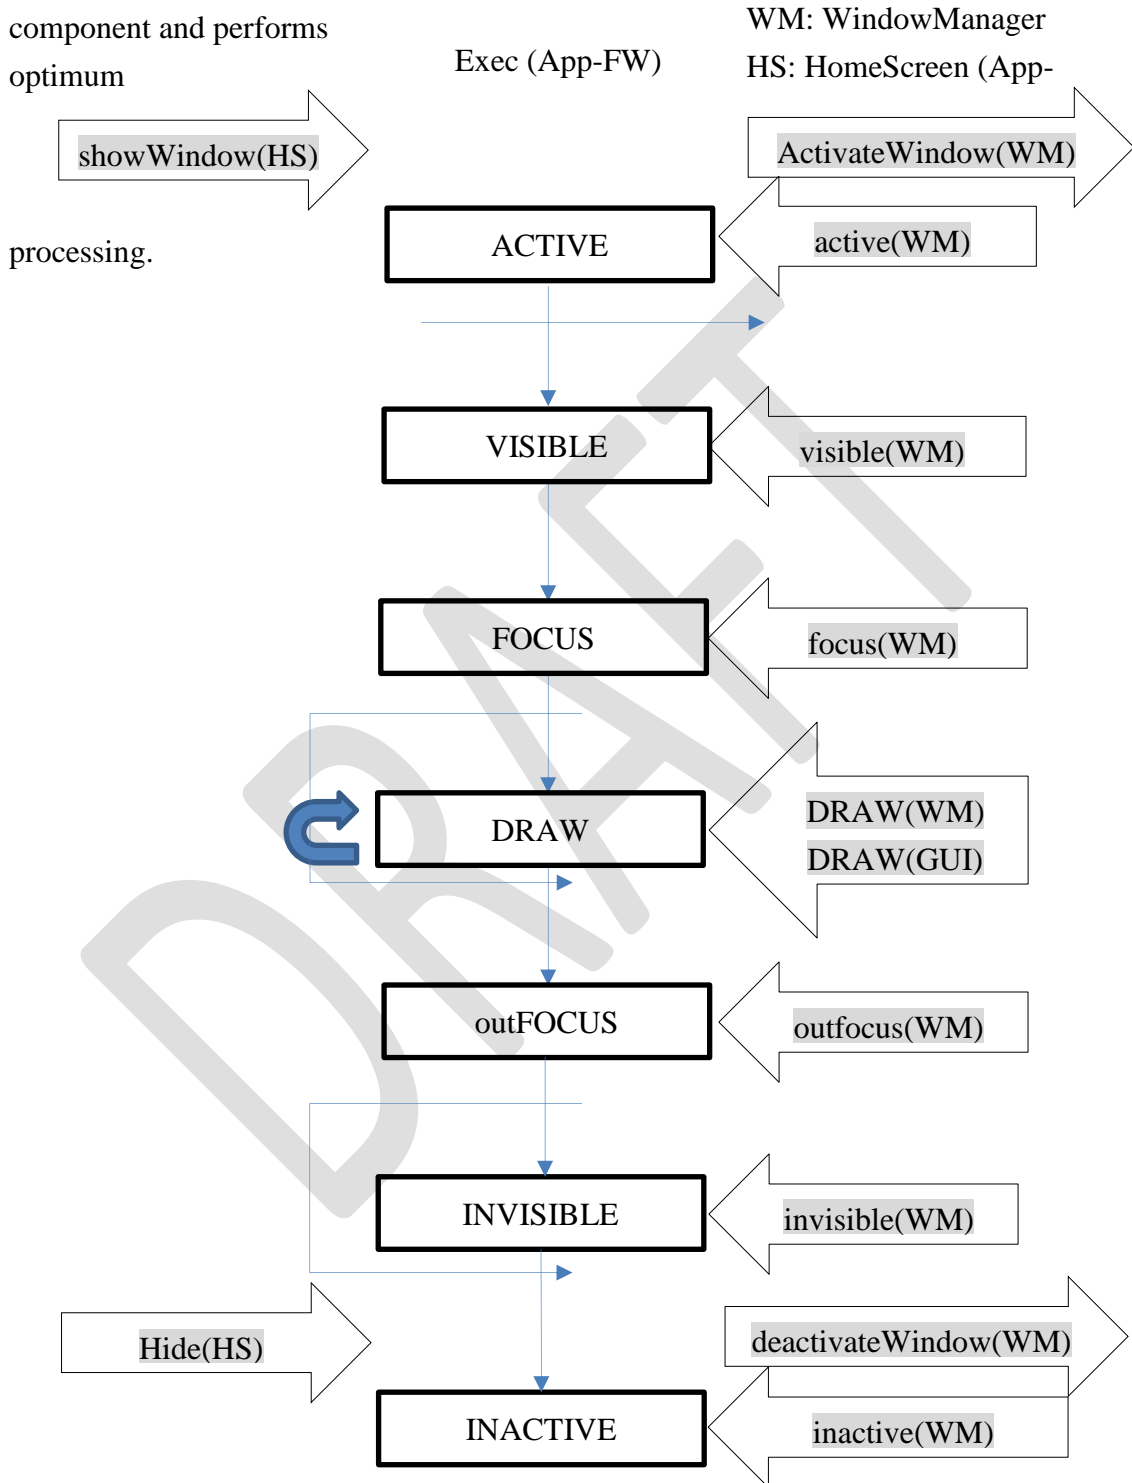 component and performs
optimum
Exec (App-FW)
WM: WindowManager
HS: HomeScreen (App-
showWindow(HS)
ActivateWindow(WM)
processing.
ACTIVE
active(WM)
VISIBLE
visible(WM)
FOCUS
focus(WM)
DRAW
DRAW(WM)
DRAW(GUI)
outFOCUS
outfocus(WM)
INVISIBLE
invisible(WM)
Hide(HS)
deactivateWindow(WM)
INACTIVE
inactive(WM)
DRAFT